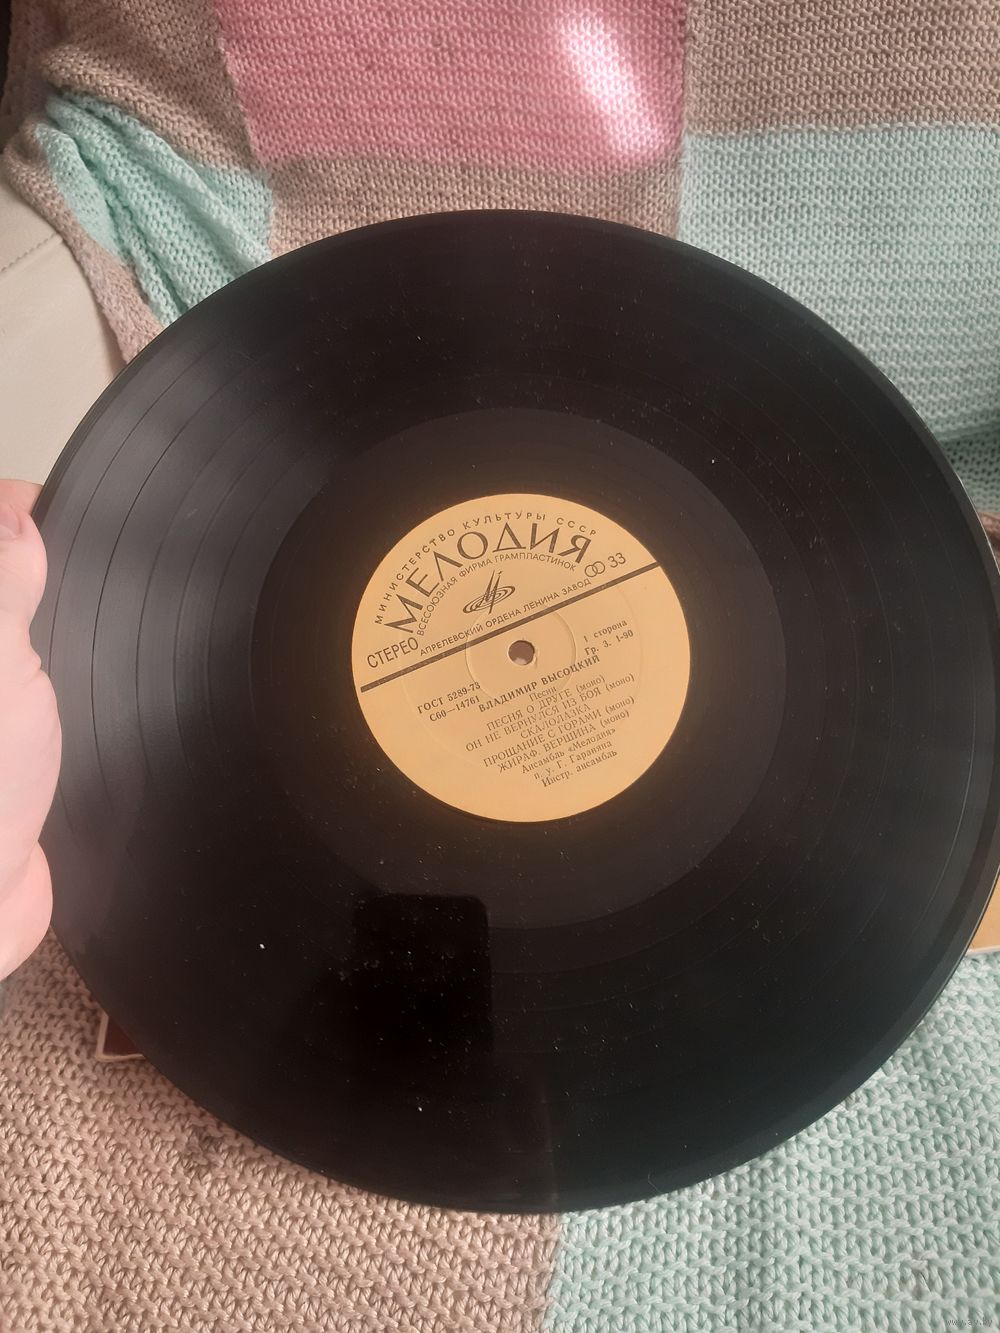 МИНИСТЕРСТВО КУЛЬТУРЫ СССР
МЕЛОДИЯ
ВСЕСОЮЗНАЯ ФИРМА ГРАМПЛАСТИНОК
СТЕРЕО
33
АПРЕЛЕВСКИЙ ОРДЕНА ЛЕНИНА ЗАВОД
ГОСТ 5289-73
1 сторона
С60—14761
Гр. 3. 1-90
ВЛАДИМИР ВЫСОЦКИЙ
Песни
ПЕСНЯ О ДРУГЕ (моно)
ОН НЕ ВЕРНУЛСЯ ИЗ БОЯ (моно)
СКАЛОЛАЗКА
ПРОЩАНИЕ С ГОРАМИ (моно)
ЖИРАФ. ВЕРШИНА (моно)
Ансамбль «Мелодия»
п. у. Г. Гараняна
Инстр. ансамбль